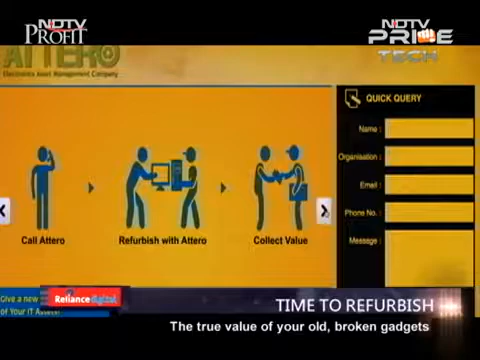 NDTV
PROFIT
NDTV
PRIME
TECH
ATTERO
Electronics Asset Management Company
QUICK QUERY
Name :
Organisation :
Email :
Phone No. :
Message :
Call Attero
Refurbish with Attero
Collect Value
Give a new
of Your IT Assets!
Reliance digital
TIME TO REFURBISH
The true value of your old, broken gadgets